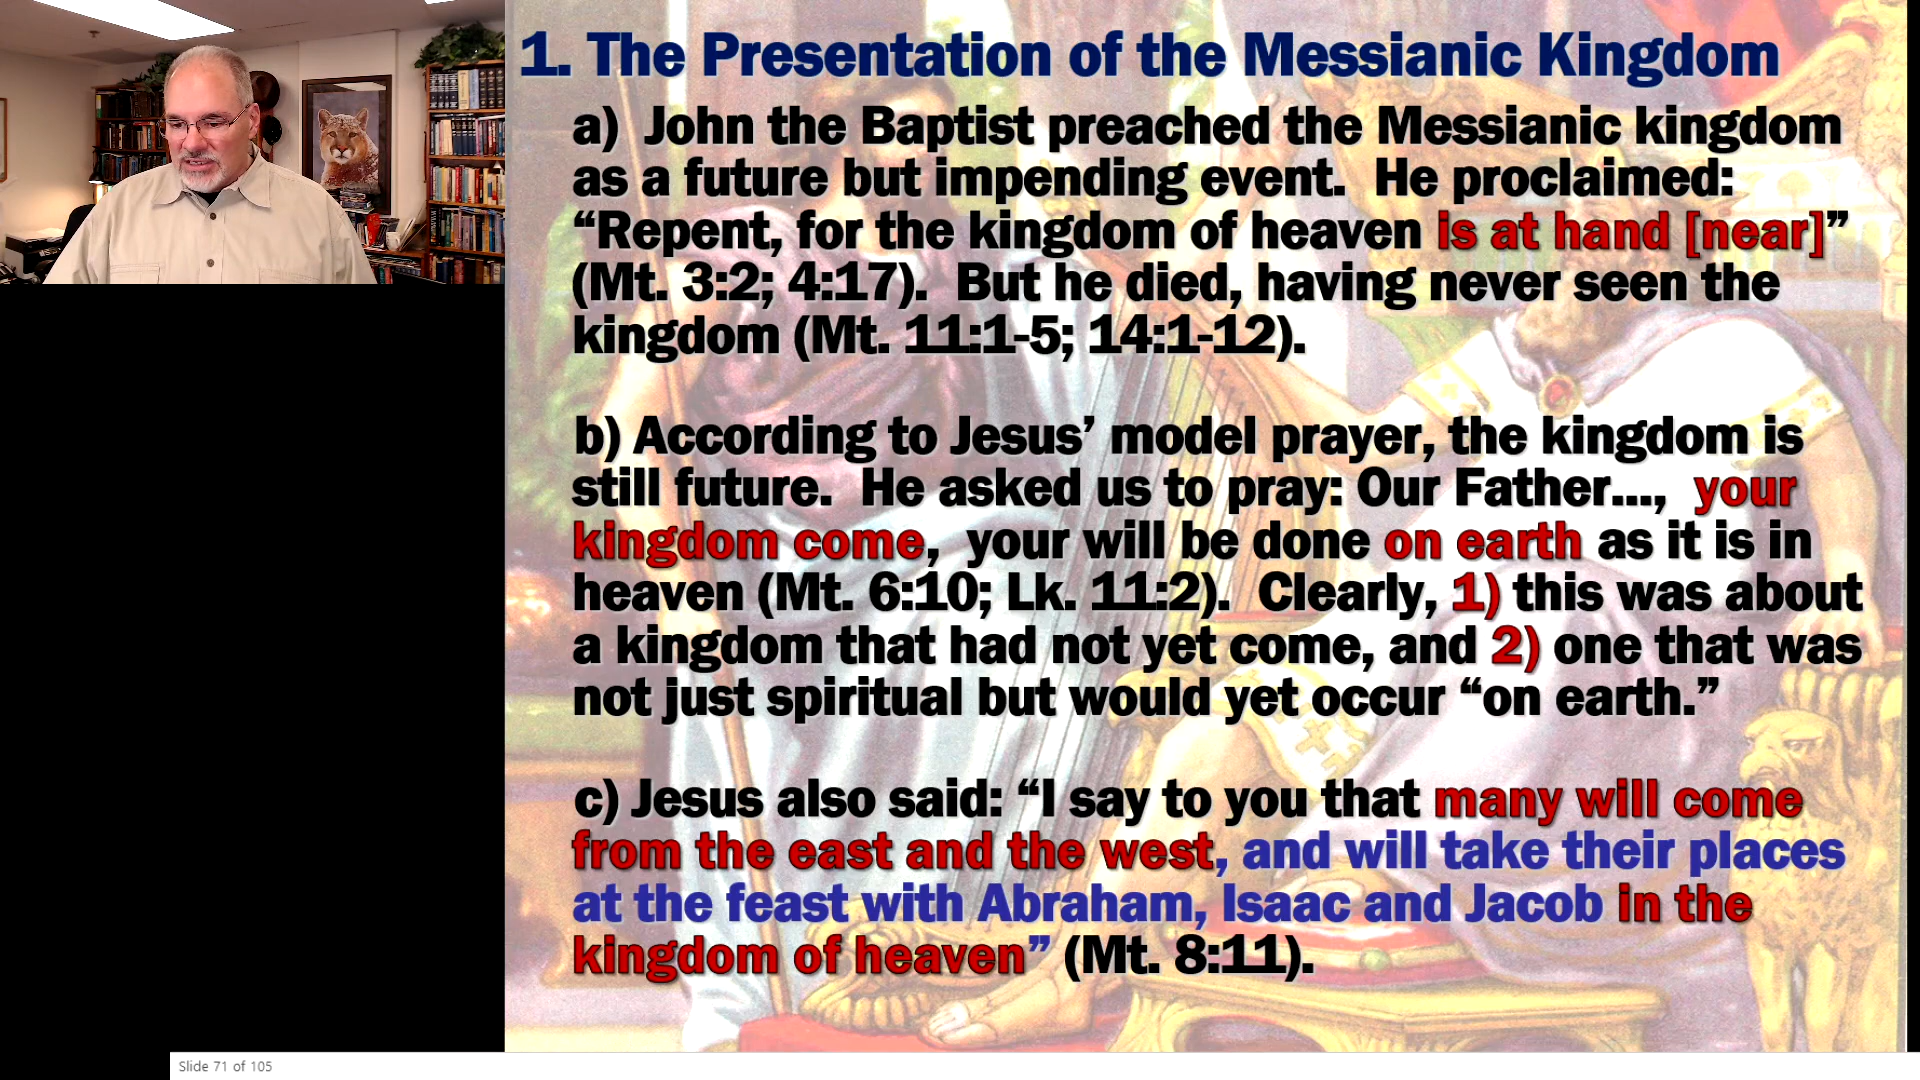 1. The Presentation of the Messianic Kingdom
a) John the Baptist preached the Messianic kingdom
as a future but impending event. He proclaimed:
“Repent, for the kingdom of heaven is at hand [near]”
(Mt. 3:2; 4:17). But he died, having never seen the
kingdom (Mt. 11:1-5; 14:1-12).
b) According to Jesus’ model prayer, the kingdom is
still future. He asked us to pray: Our Father..., your
kingdom come, your will be done on earth as it is in
heaven (Mt. 6:10; Lk. 11:2). Clearly, 1) this was about
a kingdom that had not yet come, and 2) one that was
not just spiritual but would yet occur “on earth.”
c) Jesus also said: “I say to you that many will come
from the east and the west, and will take their places
at the feast with Abraham, Isaac and Jacob in the
kingdom of heaven” (Mt. 8:11).
Slide 71 of 105